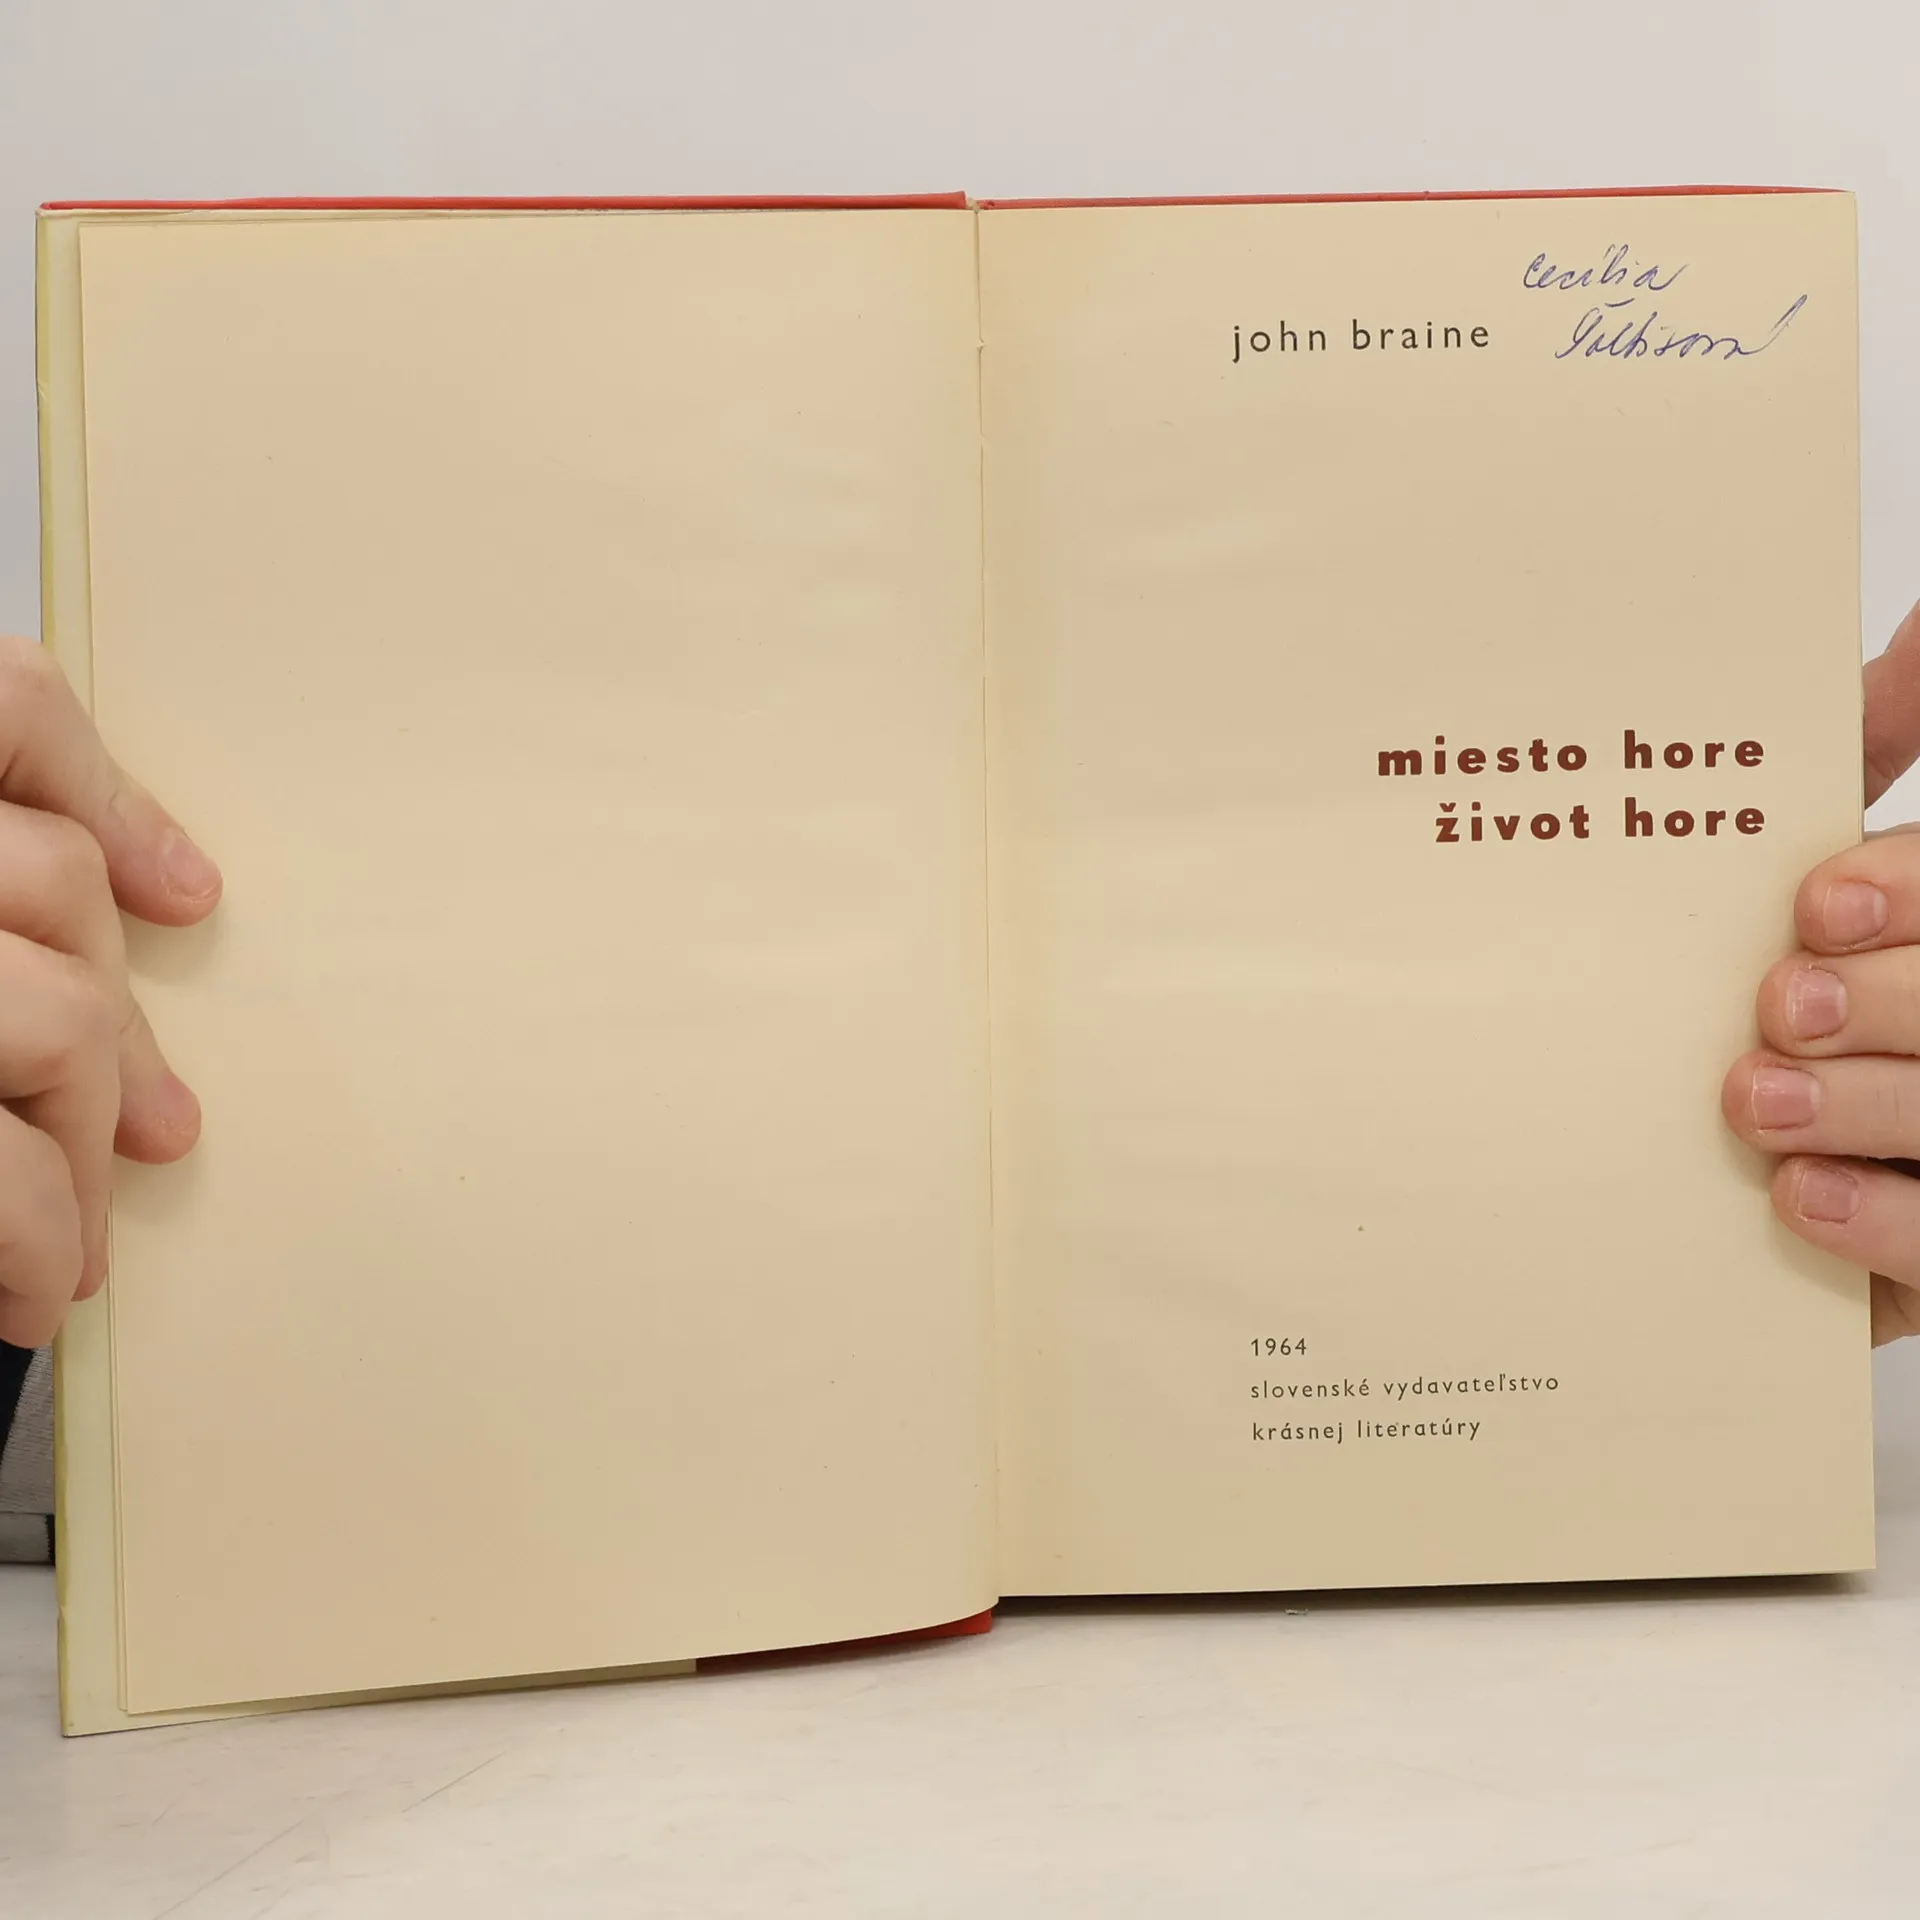 Cecília
john braine
miesto hore
život hore
1964
slovenské vydavateľstvo
krásnej literatúry